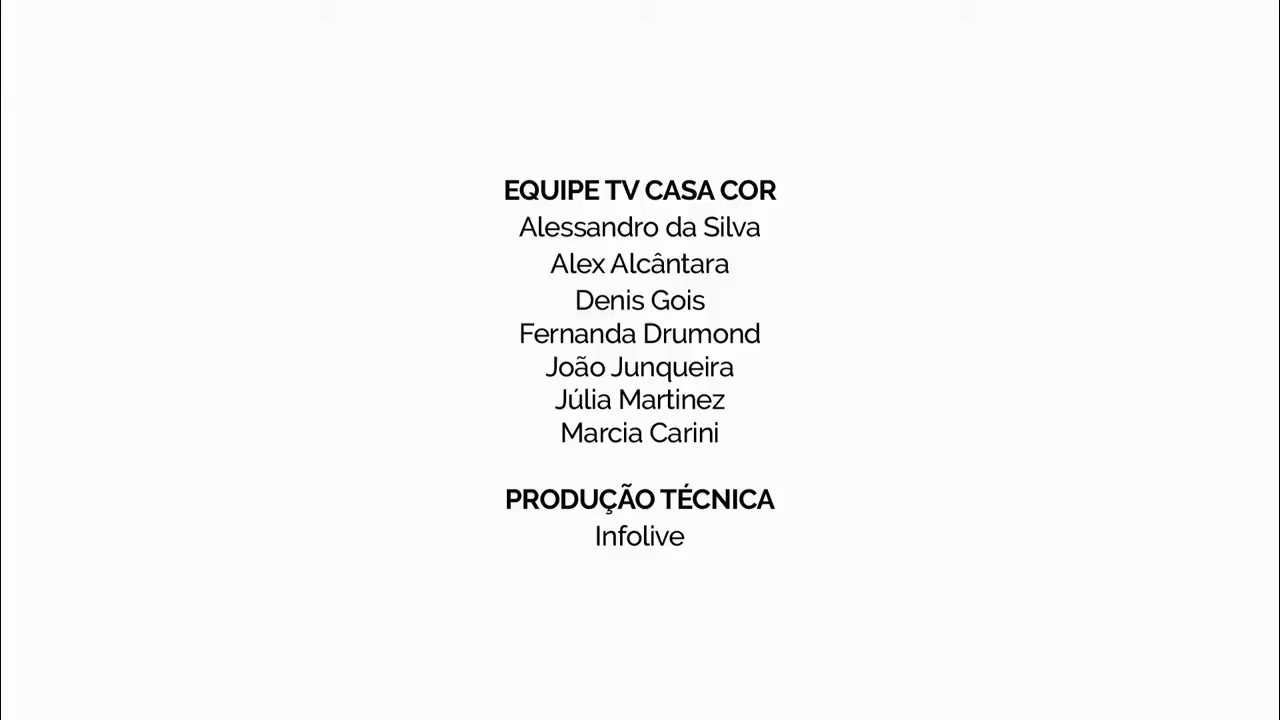 EQUIPE TV CASA COR
Alessandro da Silva
Alex Alcântara
Denis Gois
Fernanda Drumond
João Junqueira
Júlia Martinez
Marcia Carini
PRODUÇÃO TÉCNICA
Infolive